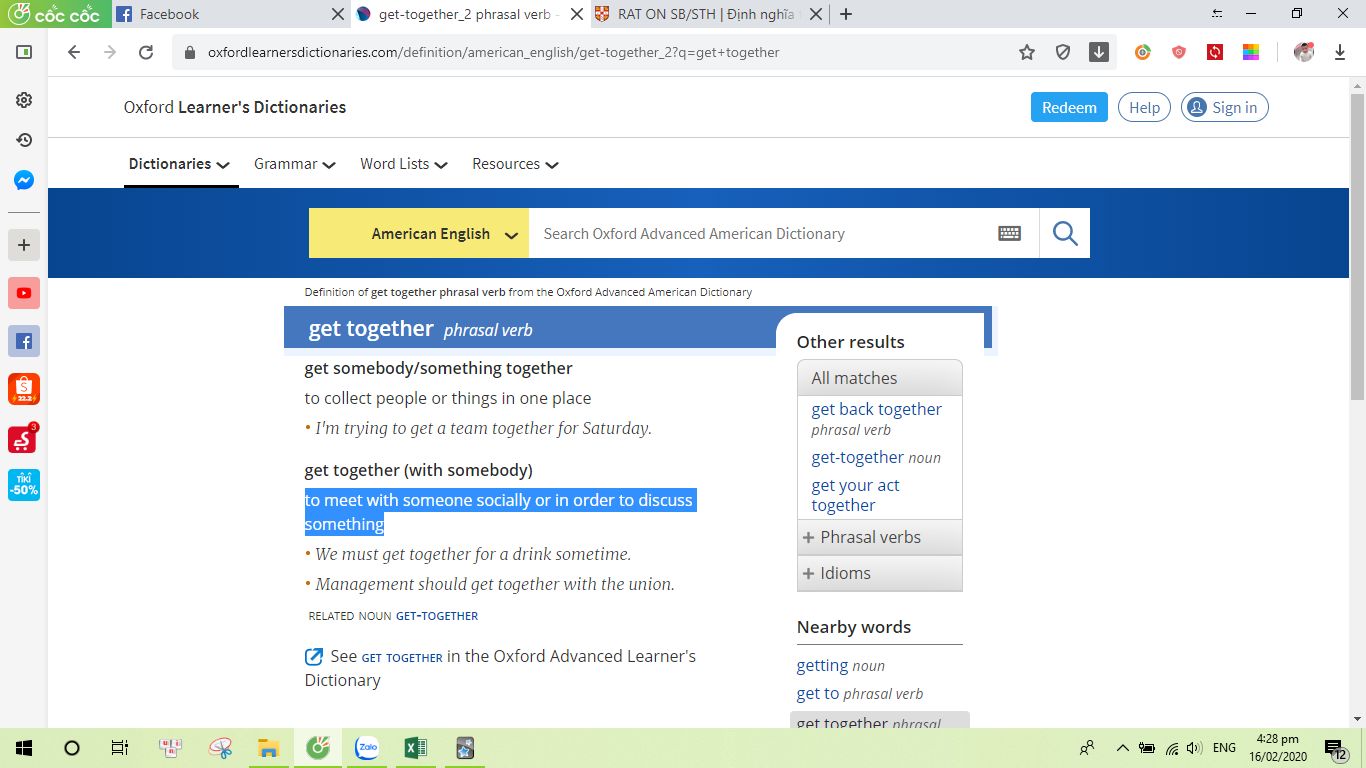 cốc cốc
Facebook
get-together_2 phrasal verb -
RAT ON SB/STH | Định nghĩa
oxfordlearnersdictionaries.com/definition/american_english/get-together_2?q=get+together
Oxford Learner's Dictionaries
Redeem
Help
Sign in
Dictionaries
Grammar
Word Lists
Resources
American English
Search Oxford Advanced American Dictionary
Definition of get together phrasal verb from the Oxford Advanced American Dictionary
get together phrasal verb
get somebody/something together
to collect people or things in one place
• I'm trying to get a team together for Saturday.
get together (with somebody)
to meet with someone socially or in order to discuss
something
• We must get together for a drink sometime.
• Management should get together with the union.
RELATED NOUN GET-TOGETHER
See GET TOGETHER in the Oxford Advanced Learner's
Dictionary
Other results
All matches
get back together
phrasal verb
get-together noun
get your act
together
+ Phrasal verbs
+ Idioms
Nearby words
getting noun
get to phrasal verb
get together phrasal
22.2
3
TIKI
-50%
Zalo
ENG
4:28 pm
16/02/2020
12